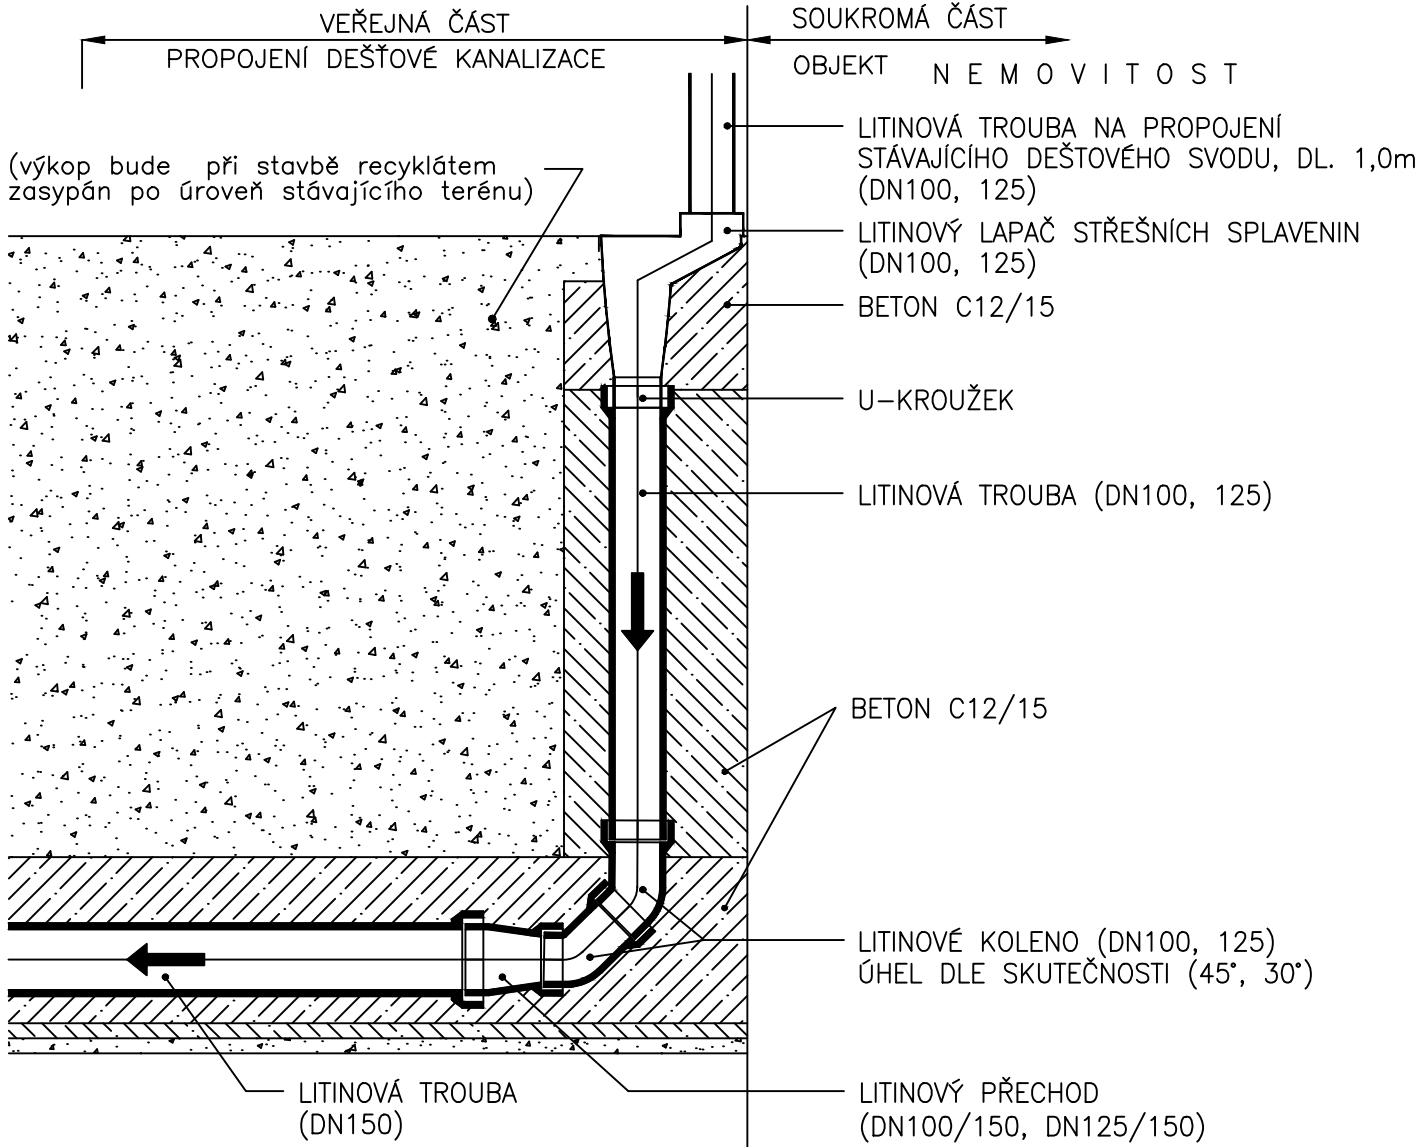 VEŘEJNÁ ČÁST
PROPOJENÍ DEŠŤOVÉ KANALIZACE
SOUKROMÁ ČÁST
OBJEKT NEMOVITOST
(výkop bude při stavbě recyklátem
zasypán po úroveň stávajícího terénu)
LITINOVÁ TROUBA NA PROPOJENÍ
STÁVAJÍCÍHO DEŠTOVÉHO SVODU, DL. 1,0m
(DN100, 125)
LITINOVÝ LAPAČ STŘEŠNÍCH SPLAVENIN
(DN100, 125)
BETON C12/15
U-KROUŽEK
LITINOVÁ TROUBA (DN100, 125)
BETON C12/15
LITINOVÉ KOLENO (DN100, 125)
ÚHEL DLE SKUTEČNOSTI (45°, 30°)
LITINOVÁ TROUBA
(DN150)
LITINOVÝ PŘECHOD
(DN100/150, DN125/150)